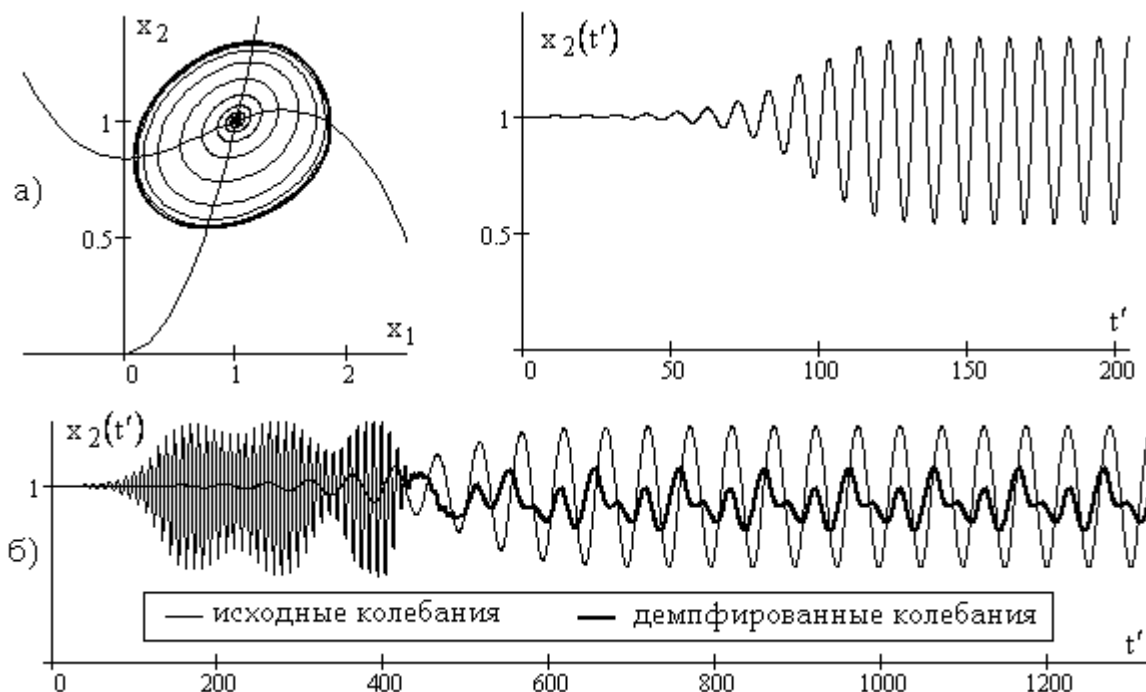 x₂
1
а)
0.5
x₁
0 1 2
x₂(t′)
1
0.5
t′
0 50 100 150 200
x₂(t′)
1
б)
исходные колебания демпфированные колебания
t′
0 200 400 600 800 1000 1200